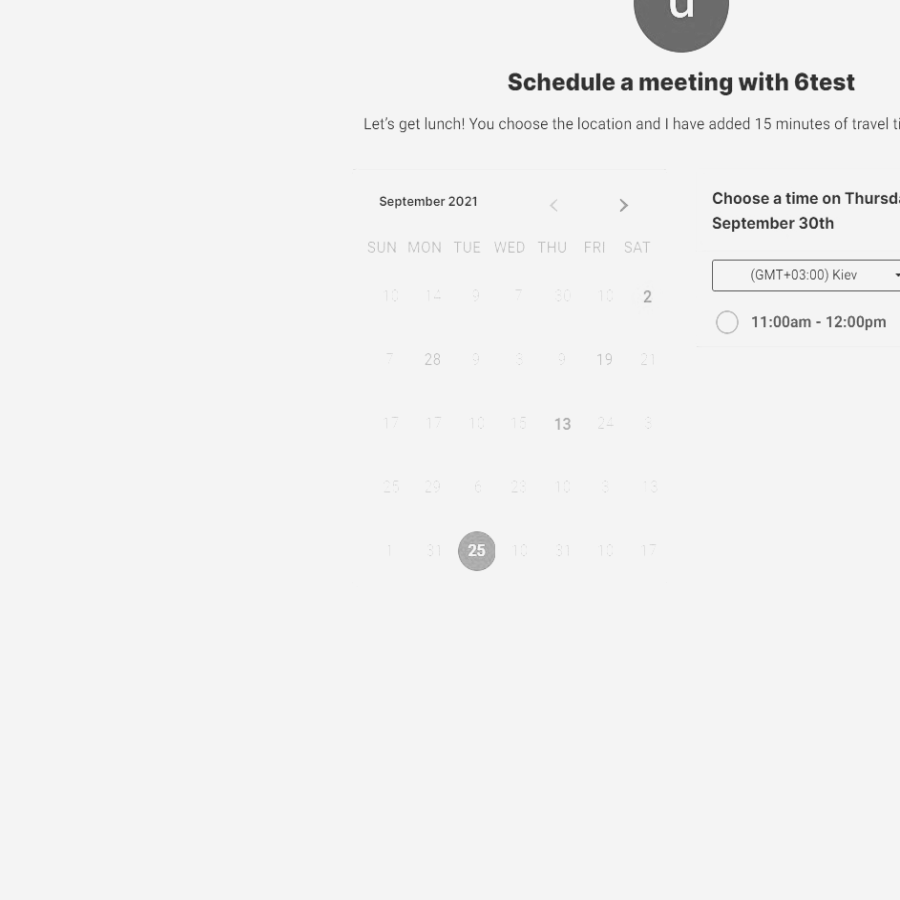 Schedule a meeting with 6test
Let's get lunch! You choose the location and I have added 15 minutes of travel
September 2021
SUN MON TUE WED THU FRI SAT
10 14 9 7 30 10 2
7 28 9 3 9 19 21
17 17 10 15 13 24 3
25 29 6 23 10 3 13
1 31 25 10 31 10 17
Choose a time on
September 30th
(GMT+03:00) Kiev
11:00am - 12:00pm